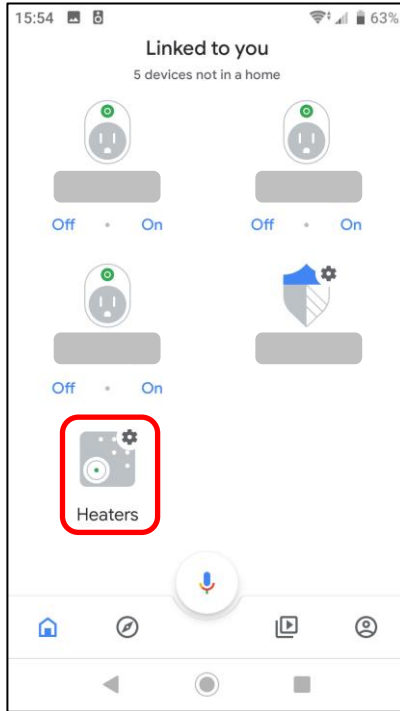 15:54 63%
Linked to you
5 devices not in a home
Off • On Off • On
Off • On
Heaters